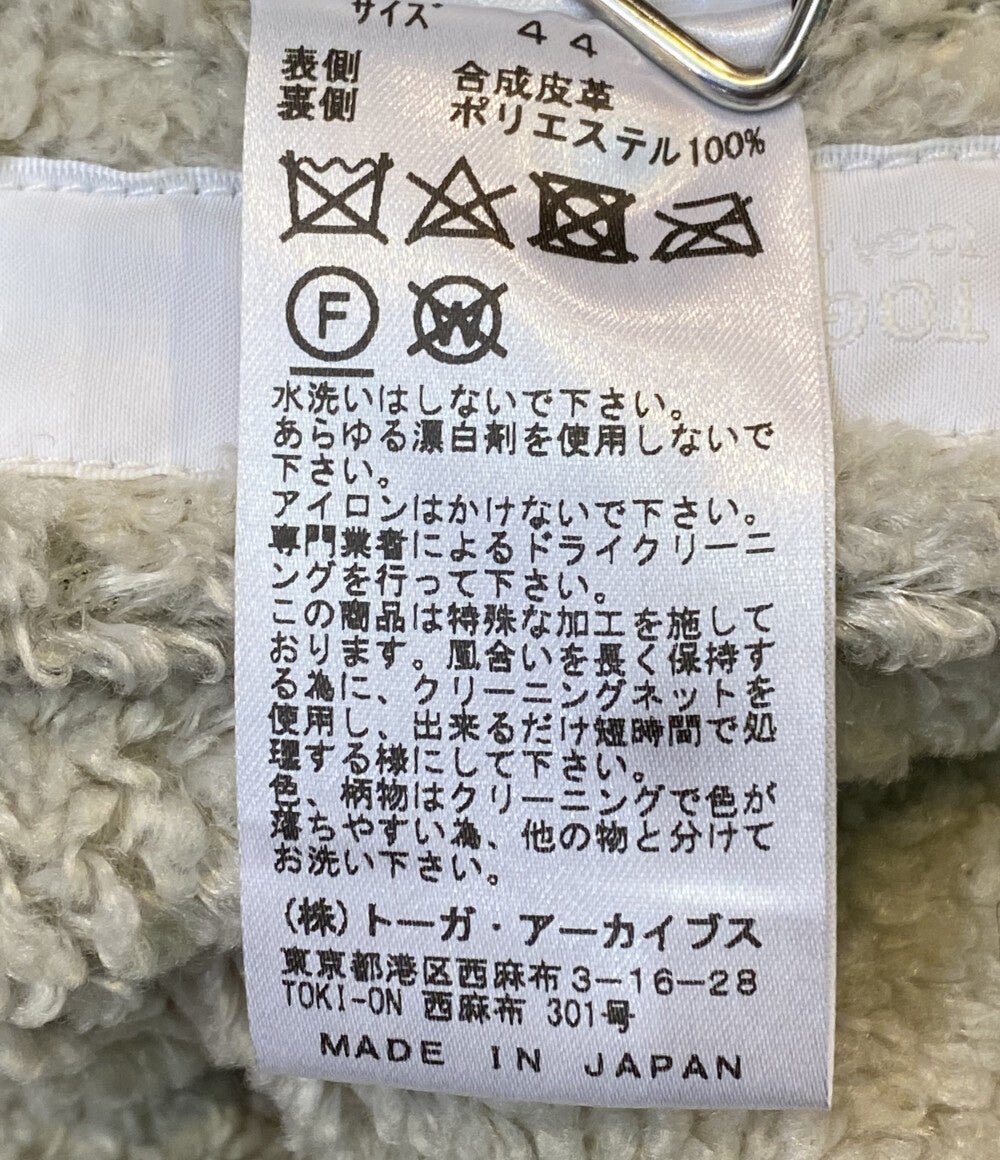 サイズ 44
表側 合成皮革
裏側 ポリエステル100%
F
W
水洗いはしないで下さい。
あらゆる漂白剤を使用しないで
下さい。
アイロンはかけないで下さい。
専門業者によるドライクリーニ
ングを行って下さい。
この商品は特殊な加工を施して
おります。風合いを長く保持す
る為に、クリーニングネットを
使用し、出来るだけ短時間で処
理する様にして下さい。
色、柄物はクリーニングで色が
落ちやすい為、他の物と分けて
お洗い下さい。
(株)トーガ・アーカイブス
東京都港区西麻布3-16-28
TOKI-ON 西麻布 301号
MADE IN JAPAN